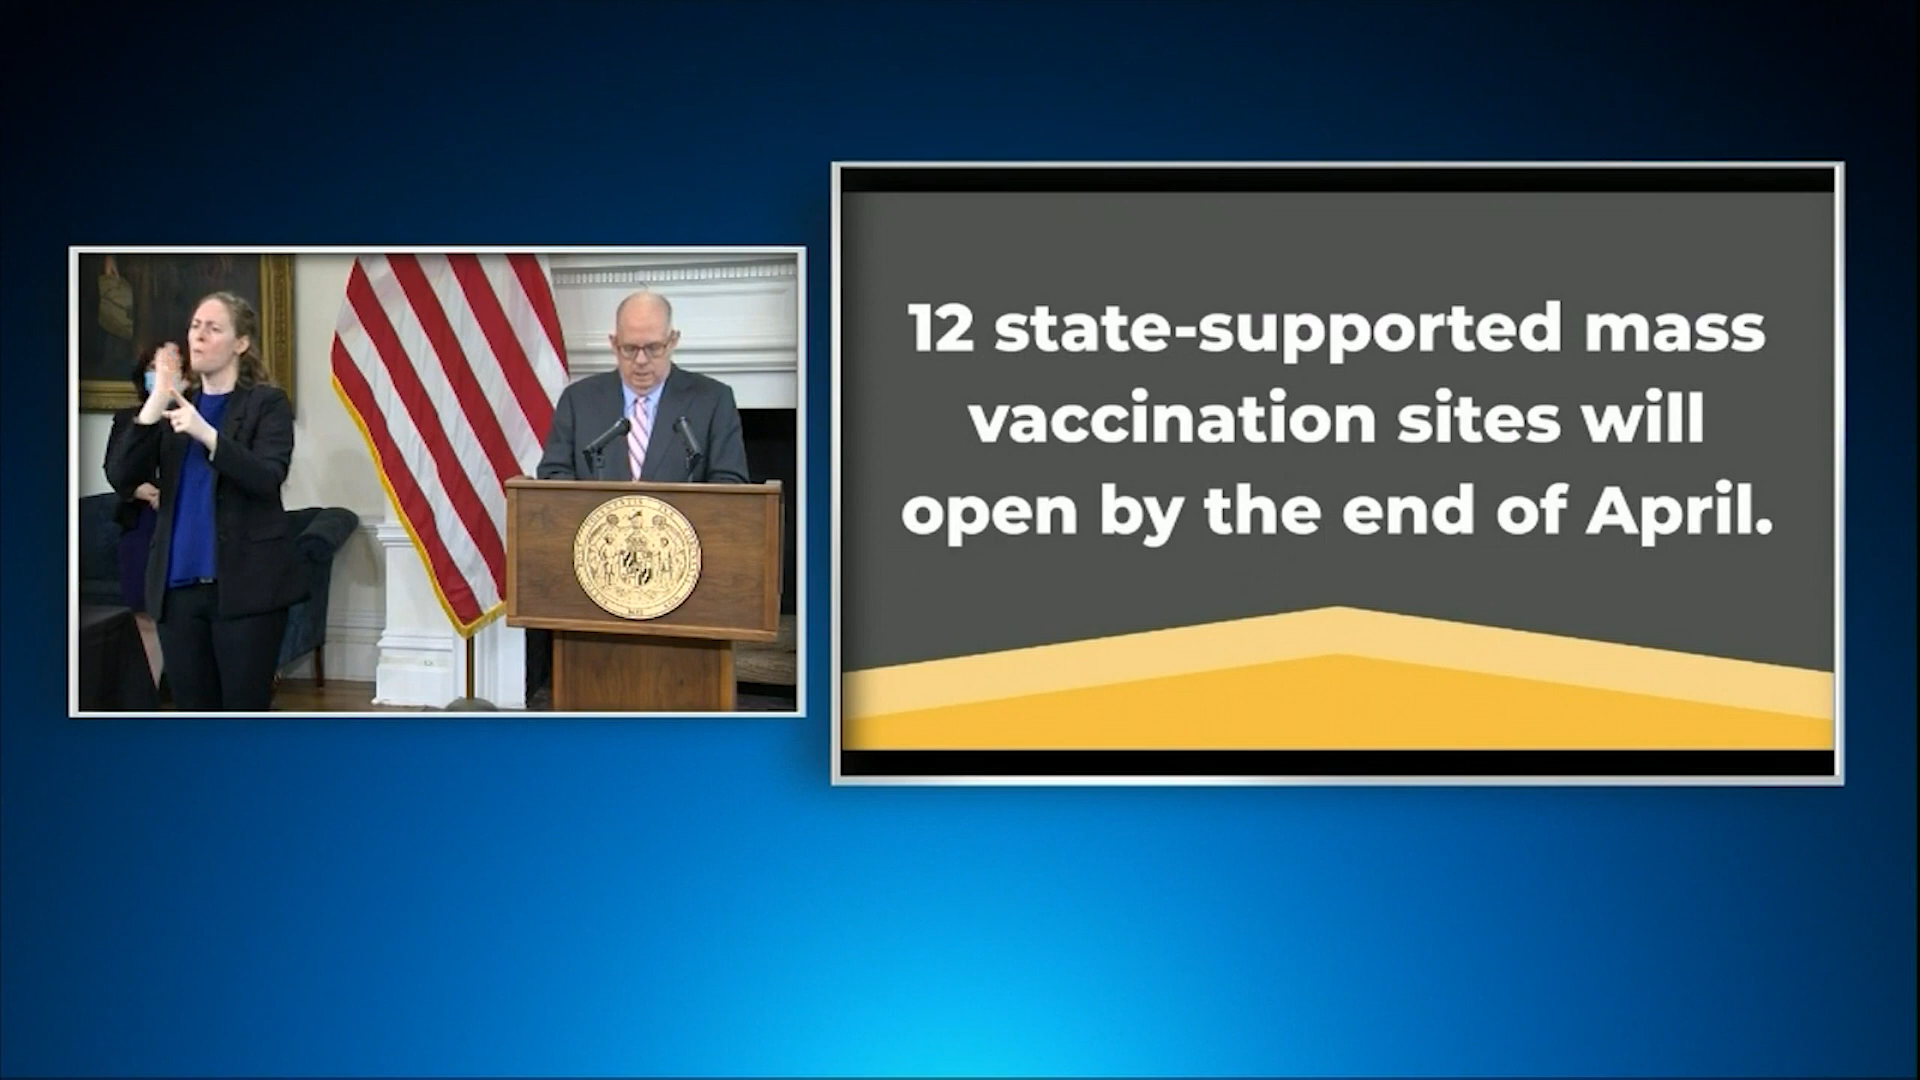 12 state-supported mass
vaccination sites will
open by the end of April.